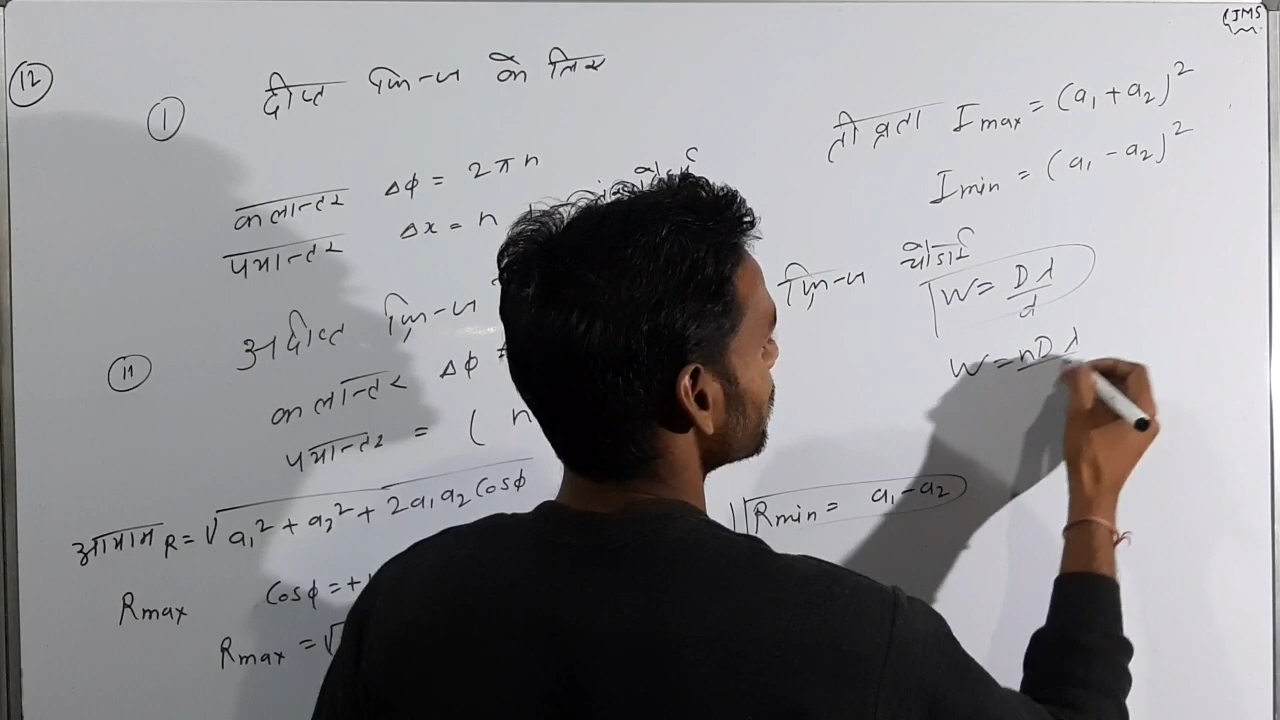 JMS
12
1 दीप्त फ्रिन्ज के लिए
कलान्तर Δφ = 2πn
पथान्तर Δx = n
अदीप्त फ्रिन्ज
11
कलान्तर Δφ
पथान्तर = ( n
आयाम R = √a₁² + a₂² + 2a₁a₂ Cosφ
Rmax Cosφ = +
Rmax = √
तीव्रता Imax = (a₁ + a₂)²
Imin = (a₁ - a₂)²
फ्रिन्ज चौड़ाई
W = Dλ/d
W = nDλ
Rmin = a₁ - a₂